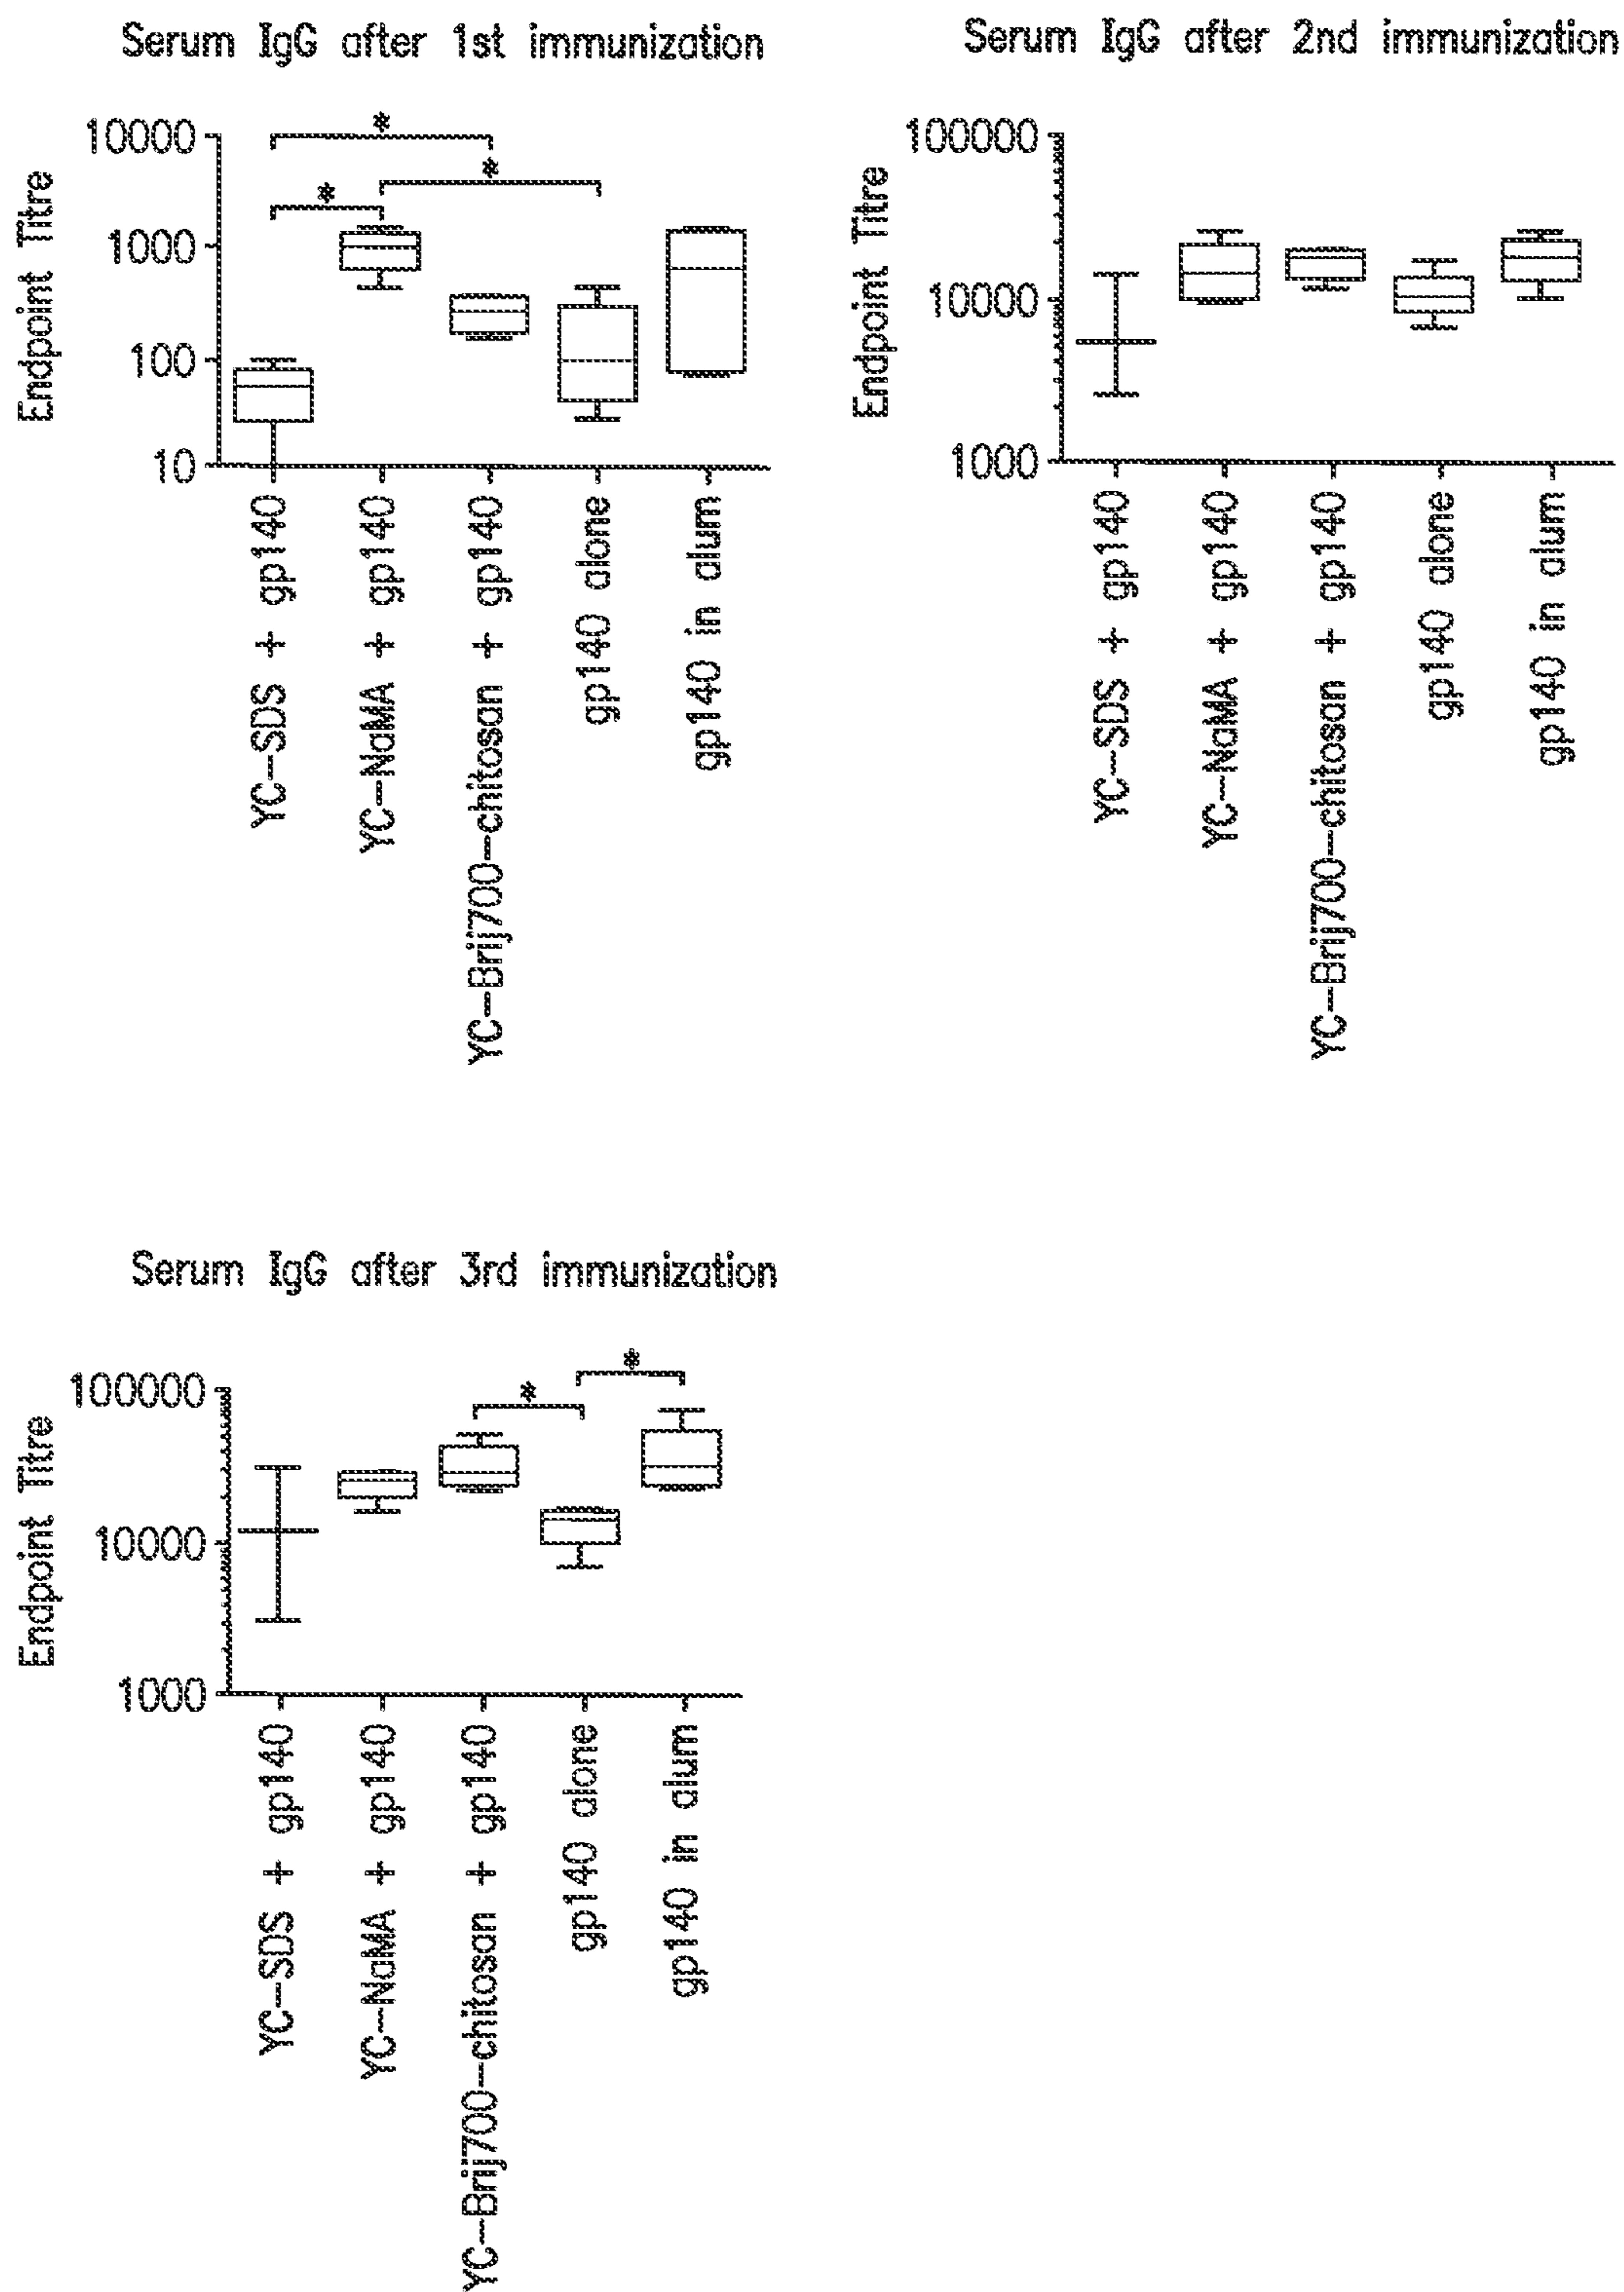 Serum IgG after 1st immunization
*
*
*
Endpoint Titre
10000
1000
100
10
YC-SDS + gp140
YC-NaMA + gp140
YC-Brij700-chitosan + gp140
gp140 alone
gp140 in alum
Serum IgG after 2nd immunization
Endpoint Titre
100000
10000
1000
YC-SDS + gp140
YC-NaMA + gp140
YC-Brij700-chitosan + gp140
gp140 alone
gp140 in alum
Serum IgG after 3rd immunization
*
*
Endpoint Titre
100000
10000
1000
YC-SDS + gp140
YC-NaMA + gp140
YC-Brij700-chitosan + gp140
gp140 alone
gp140 in alum